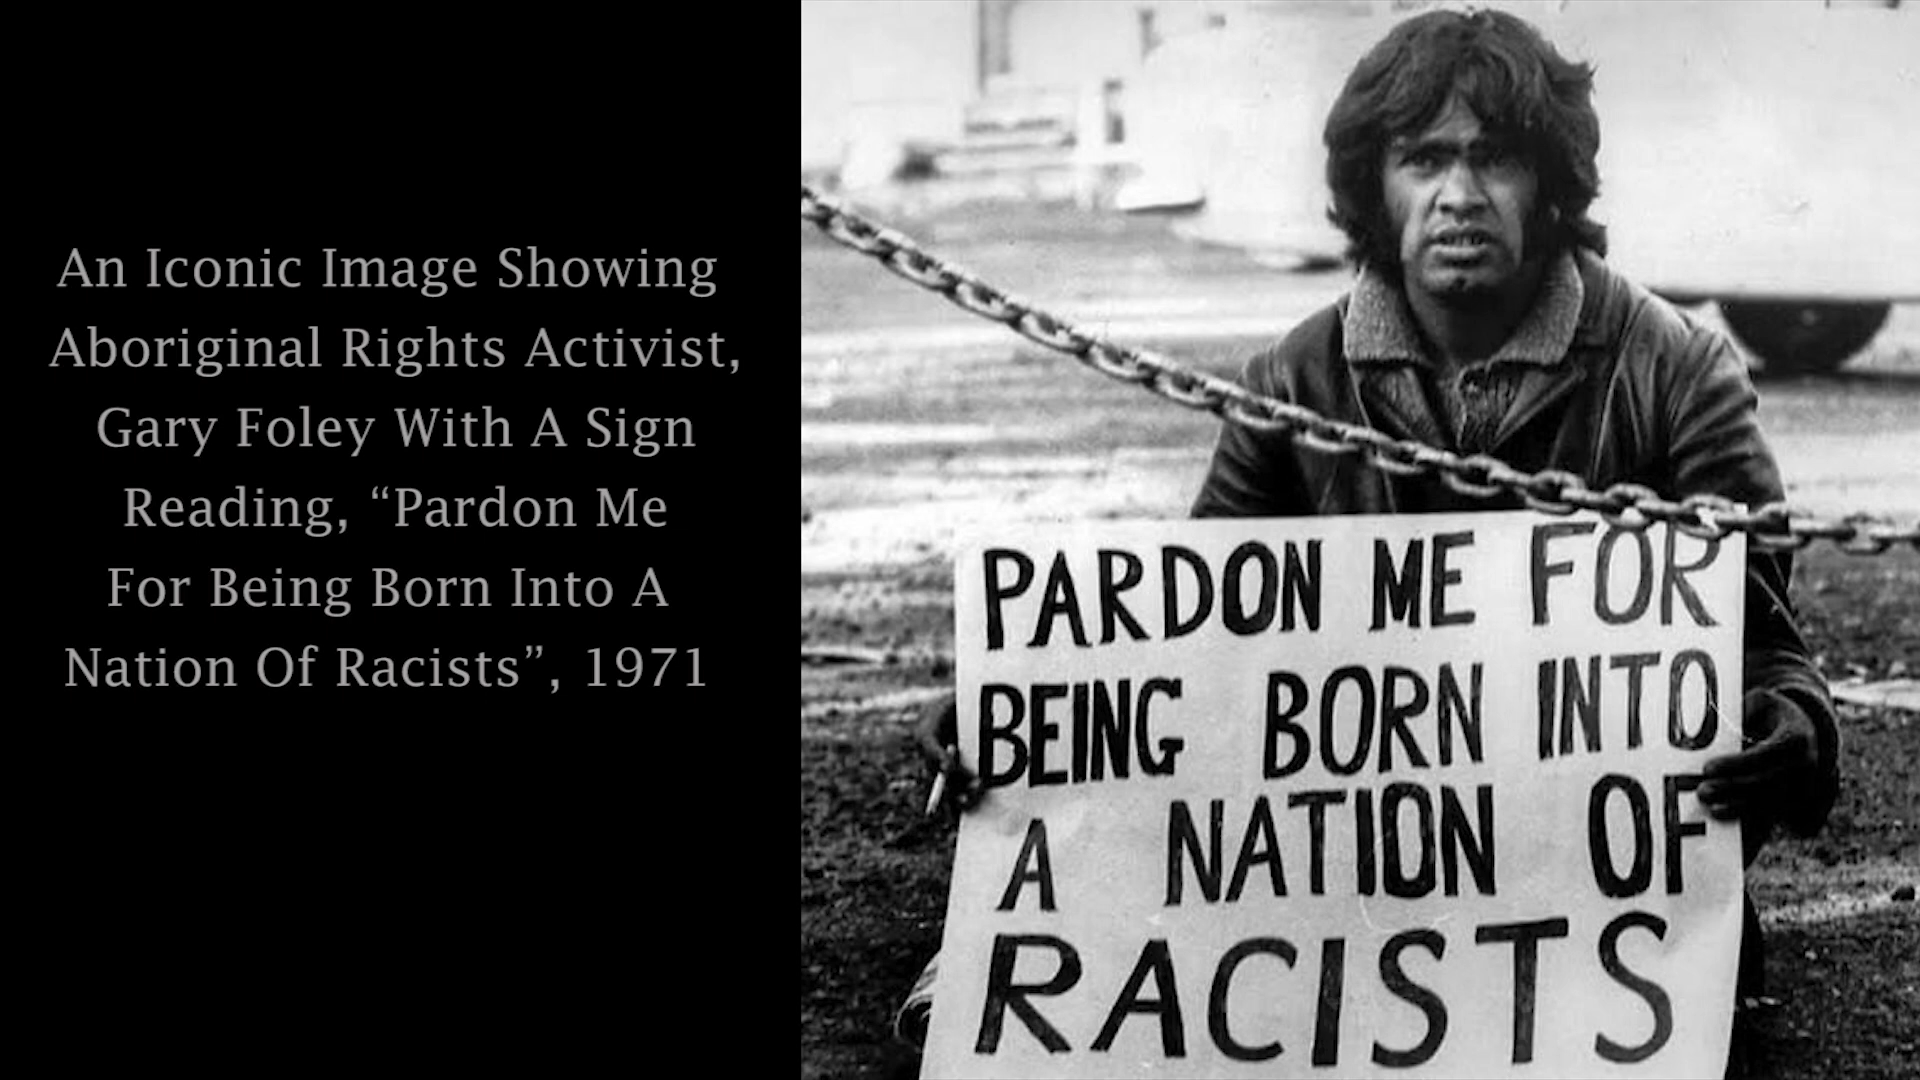 An Iconic Image Showing
Aboriginal Rights Activist,
Gary Foley With A Sign
Reading, “Pardon Me
For Being Born Into A
Nation Of Racists”, 1971
PARDON ME FOR
BEING BORN INTO
A NATION OF
RACISTS